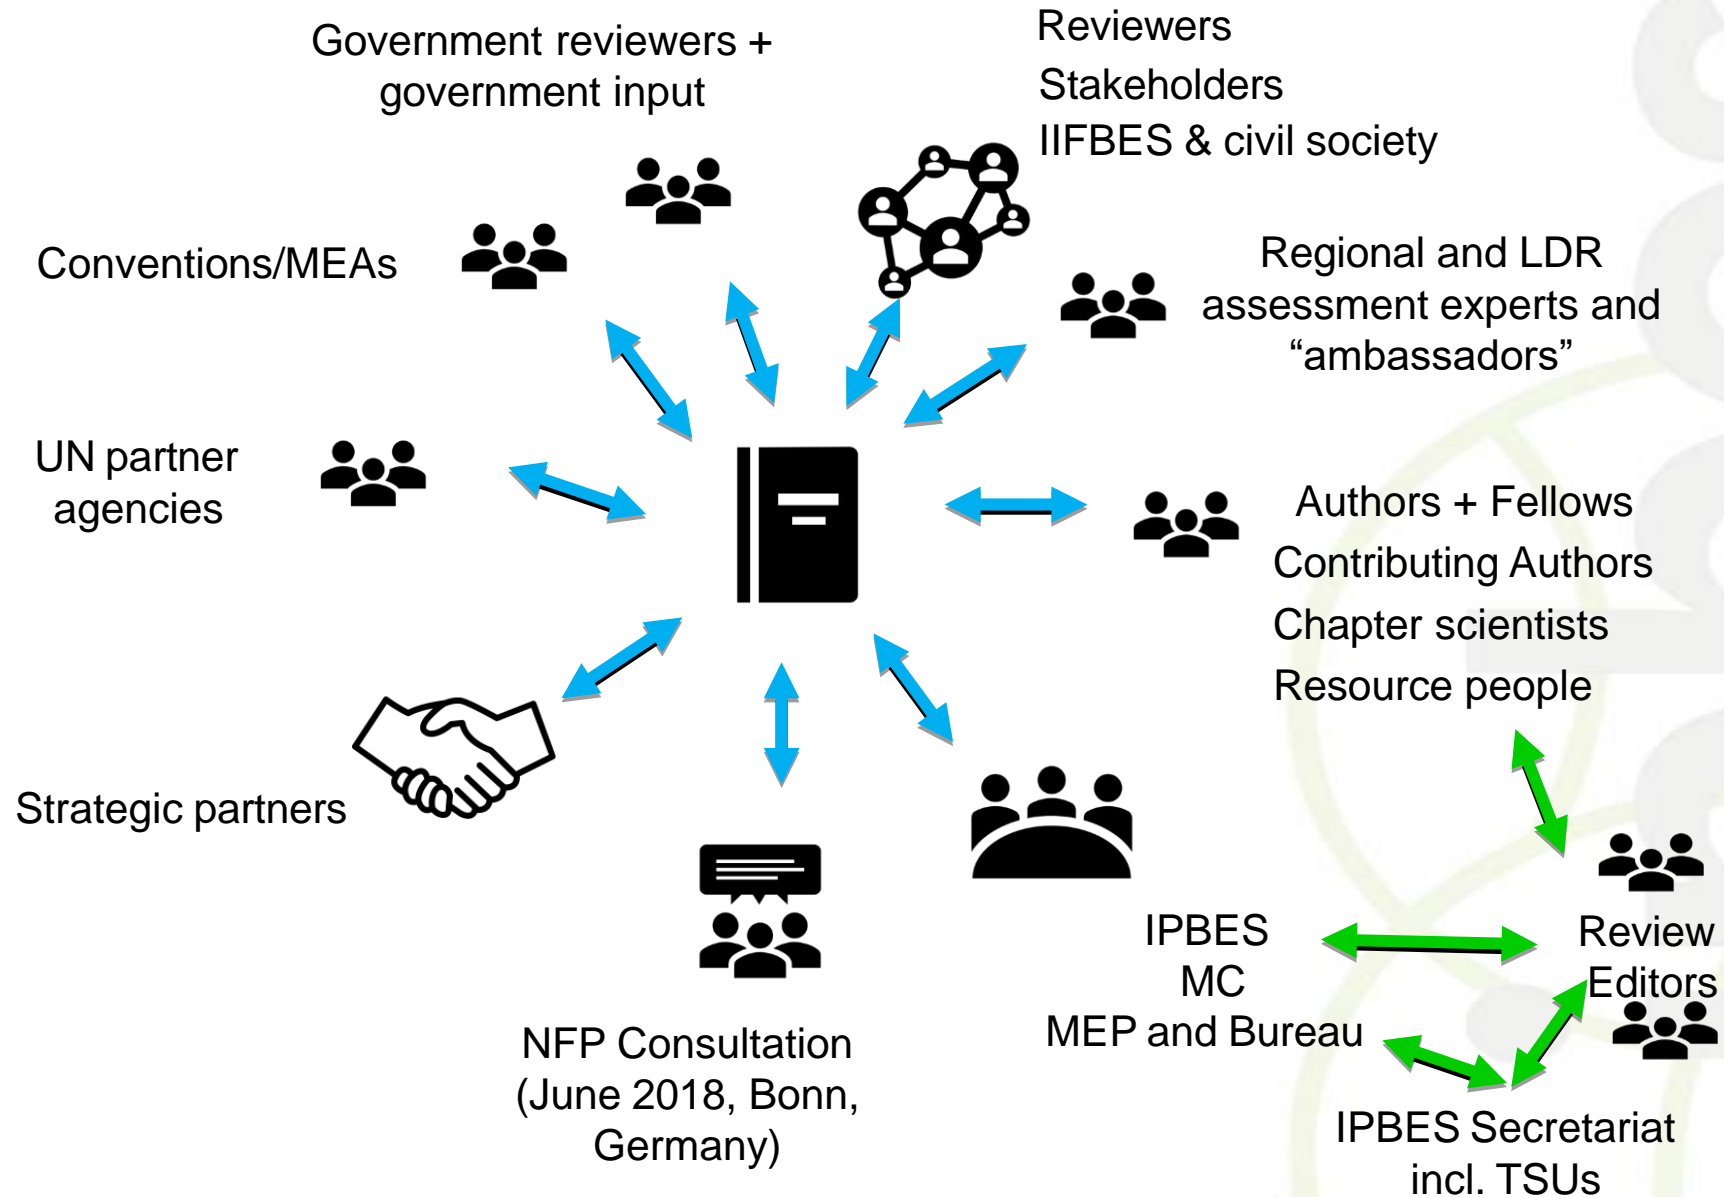 Government reviewers +
government input
Reviewers
Stakeholders
IIFBES & civil society
Conventions/MEAs
Regional and LDR
assessment experts and
“ambassadors”
UN partner
agencies
Authors + Fellows
Contributing Authors
Chapter scientists
Resource people
Strategic partners
IPBES
MC
MEP and Bureau
Review
Editors
NFP Consultation
(June 2018, Bonn,
Germany)
IPBES Secretariat
incl. TSUs